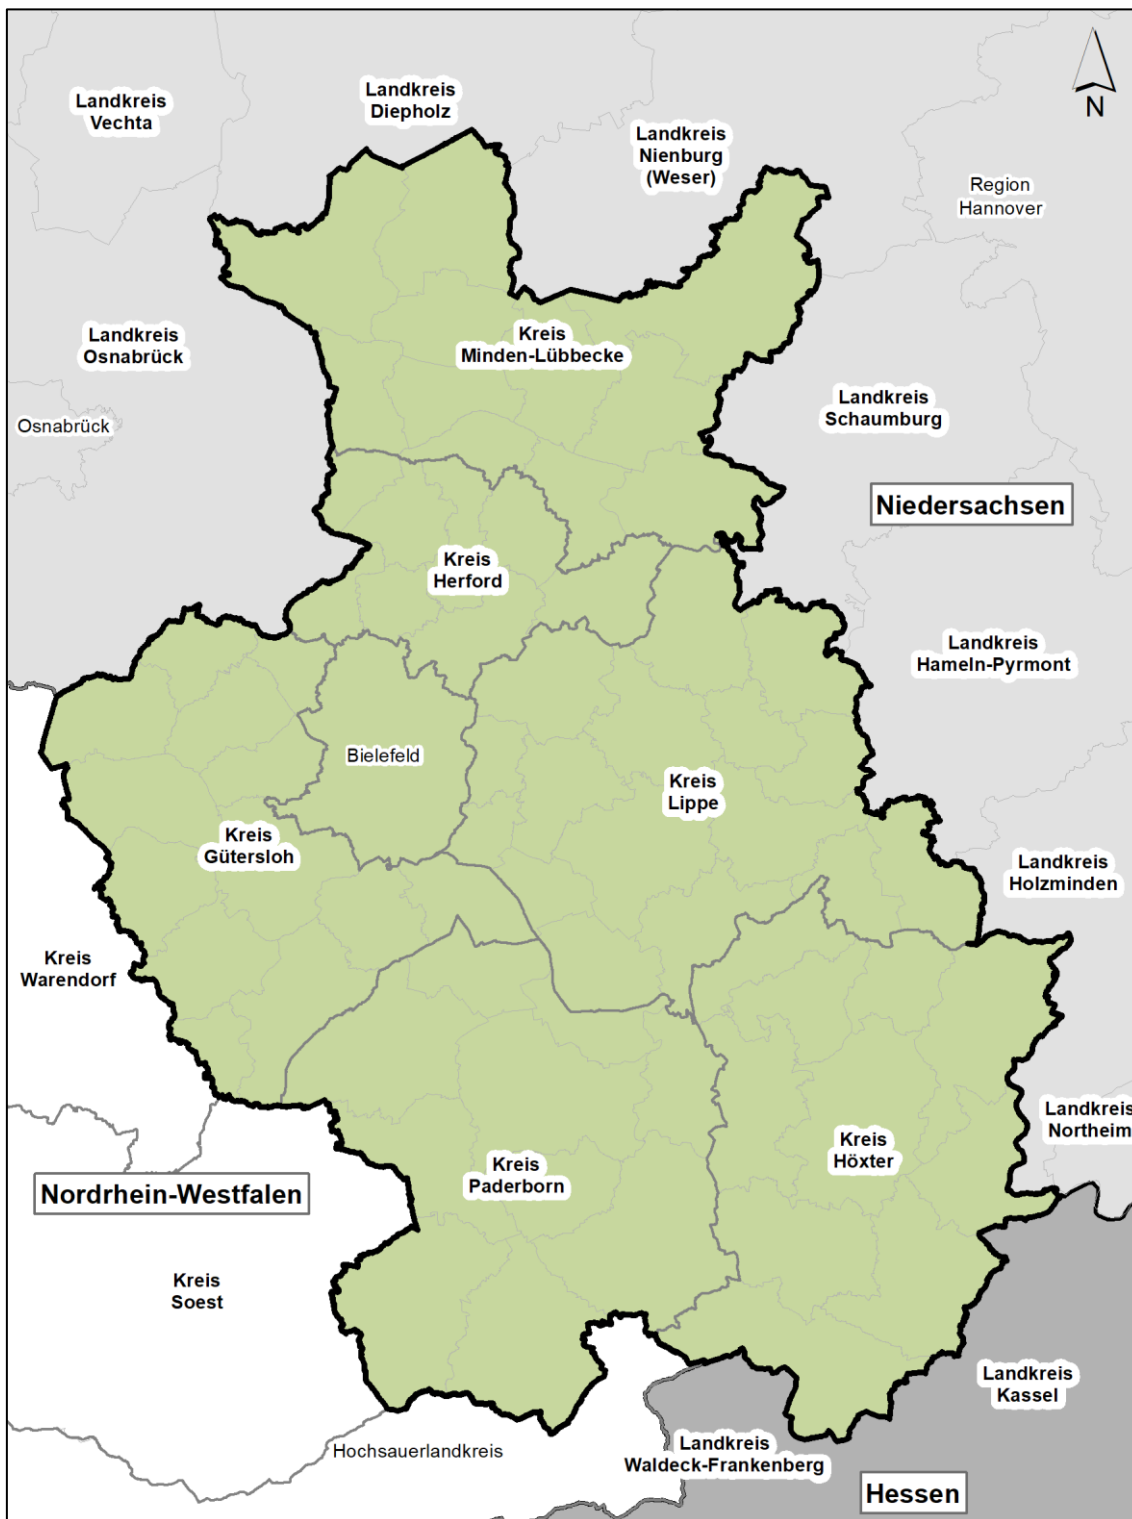 Landkreis
Vechta
Landkreis
Diepholz
Landkreis
Nienburg
(Weser)
N
Region
Hannover
Landkreis
Osnabrück
Kreis
Minden-Lübbecke
Osnabrück
Landkreis
Schaumburg
Niedersachsen
Kreis
Herford
Landkreis
Hameln-Pyrmont
Bielefeld
Kreis
Lippe
Kreis
Gütersloh
Landkreis
Holzminden
Kreis
Warendorf
Landkreis
Northeim
Kreis
Höxter
Kreis
Paderborn
Nordrhein-Westfalen
Kreis
Soest
Landkreis
Kassel
Hochsauerlandkreis
Landkreis
Waldeck-Frankenberg
Hessen